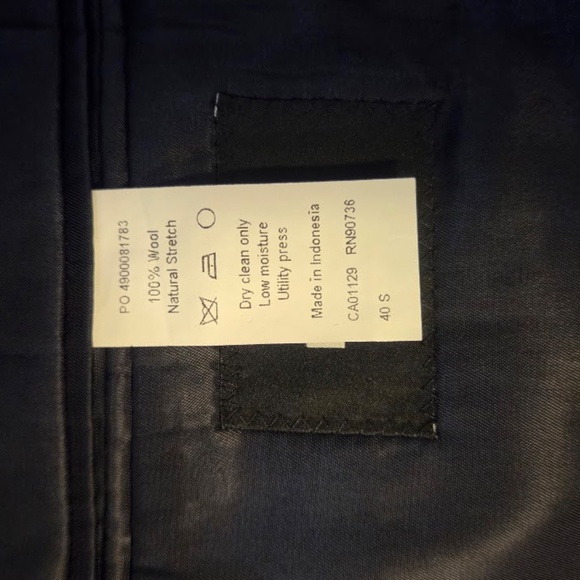 PO 4900081783
100% Wool
Natural Stretch
Dry clean only
Low moisture
Utility press
Made in Indonesia
CA01129 RN90736
40 S